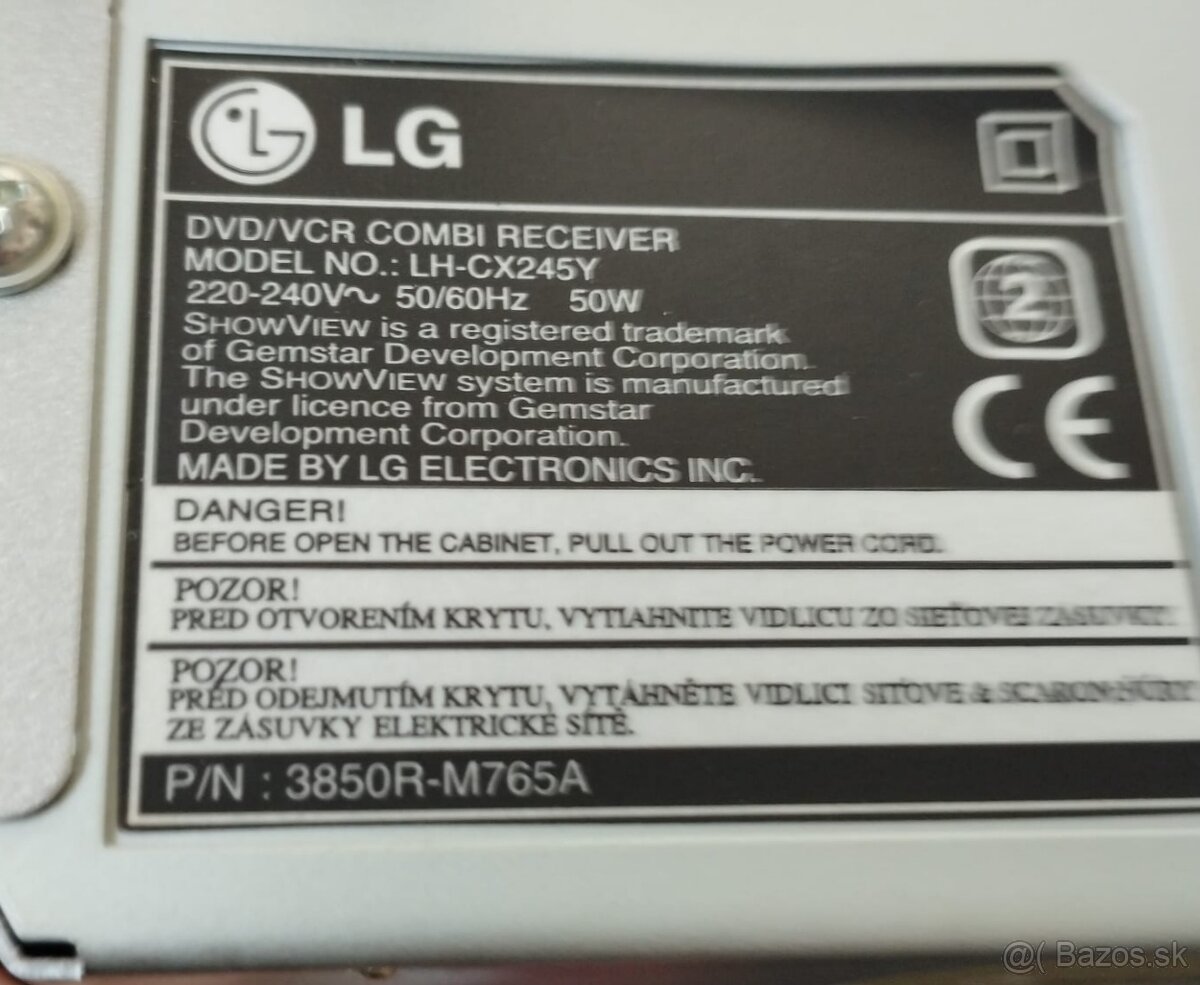 LG
DVD/VCR COMBI RECEIVER
MODEL NO.: LH-CX245Y
220-240V~ 50/60Hz 50W
SHOWVIEW is a registered trademark
of Gemstar Development Corporation.
The SHOWVIEW system is manufactured
under licence from Gemstar
Development Corporation.
MADE BY LG ELECTRONICS INC.
2
CE
DANGER!
BEFORE OPEN THE CABINET, PULL OUT THE POWER CORD.
POZOR!
PRED OTVORENÍM KRYTU, VYTIAHNITE VIDLICU ZO SIEŤOVEJ ZÁSUVKY.
POZOR!
PŘED ODEJMUTÍM KRYTU, VYTÁHNĚTE VIDLICI SÍŤOVÉ
ZE ZÁSUVKY ELEKTRICKÉ SÍTĚ.
P/N : 3850R-M765A
@( Bazos.sk